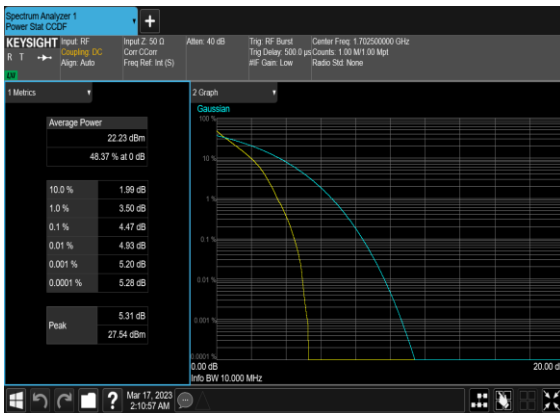 Spectrum Analyzer 1
Power Stat CCDF
KEYSIGHT
R T
LV
Input: RF
Coupling: DC
Align: Auto
Input Z: 50 Ω
Corr CCorr
Freq Ref: Int (S)
Atten: 40 dB
Trig: RF Burst
Trig Delay: 500.0 µs
#IF Gain: Low
Center Freq: 1.702500000 GHz
Counts: 1.00 M/1.00 Mpt
Radio Std: None
1 Metrics
Average Power
22.23 dBm
48.37 % at 0 dB
10.0 % 1.99 dB
1.0 % 3.50 dB
0.1 % 4.47 dB
0.01 % 4.93 dB
0.001 % 5.20 dB
0.0001 % 5.28 dB
Peak
5.31 dB
27.54 dBm
2 Graph
Gaussian
100 %
10 %
1 %
0.1 %
0.01 %
0.001 %
0.0001 %
0.00 dB
20.00 d
Info BW 10.000 MHz
Mar 17, 2023
2:10:57 AM